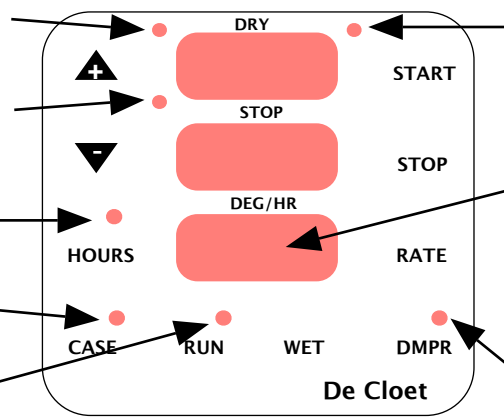 DRY
+
START
STOP
-
STOP
DEG/HR
HOURS
RATE
CASE RUN WET DMPR
De Cloet